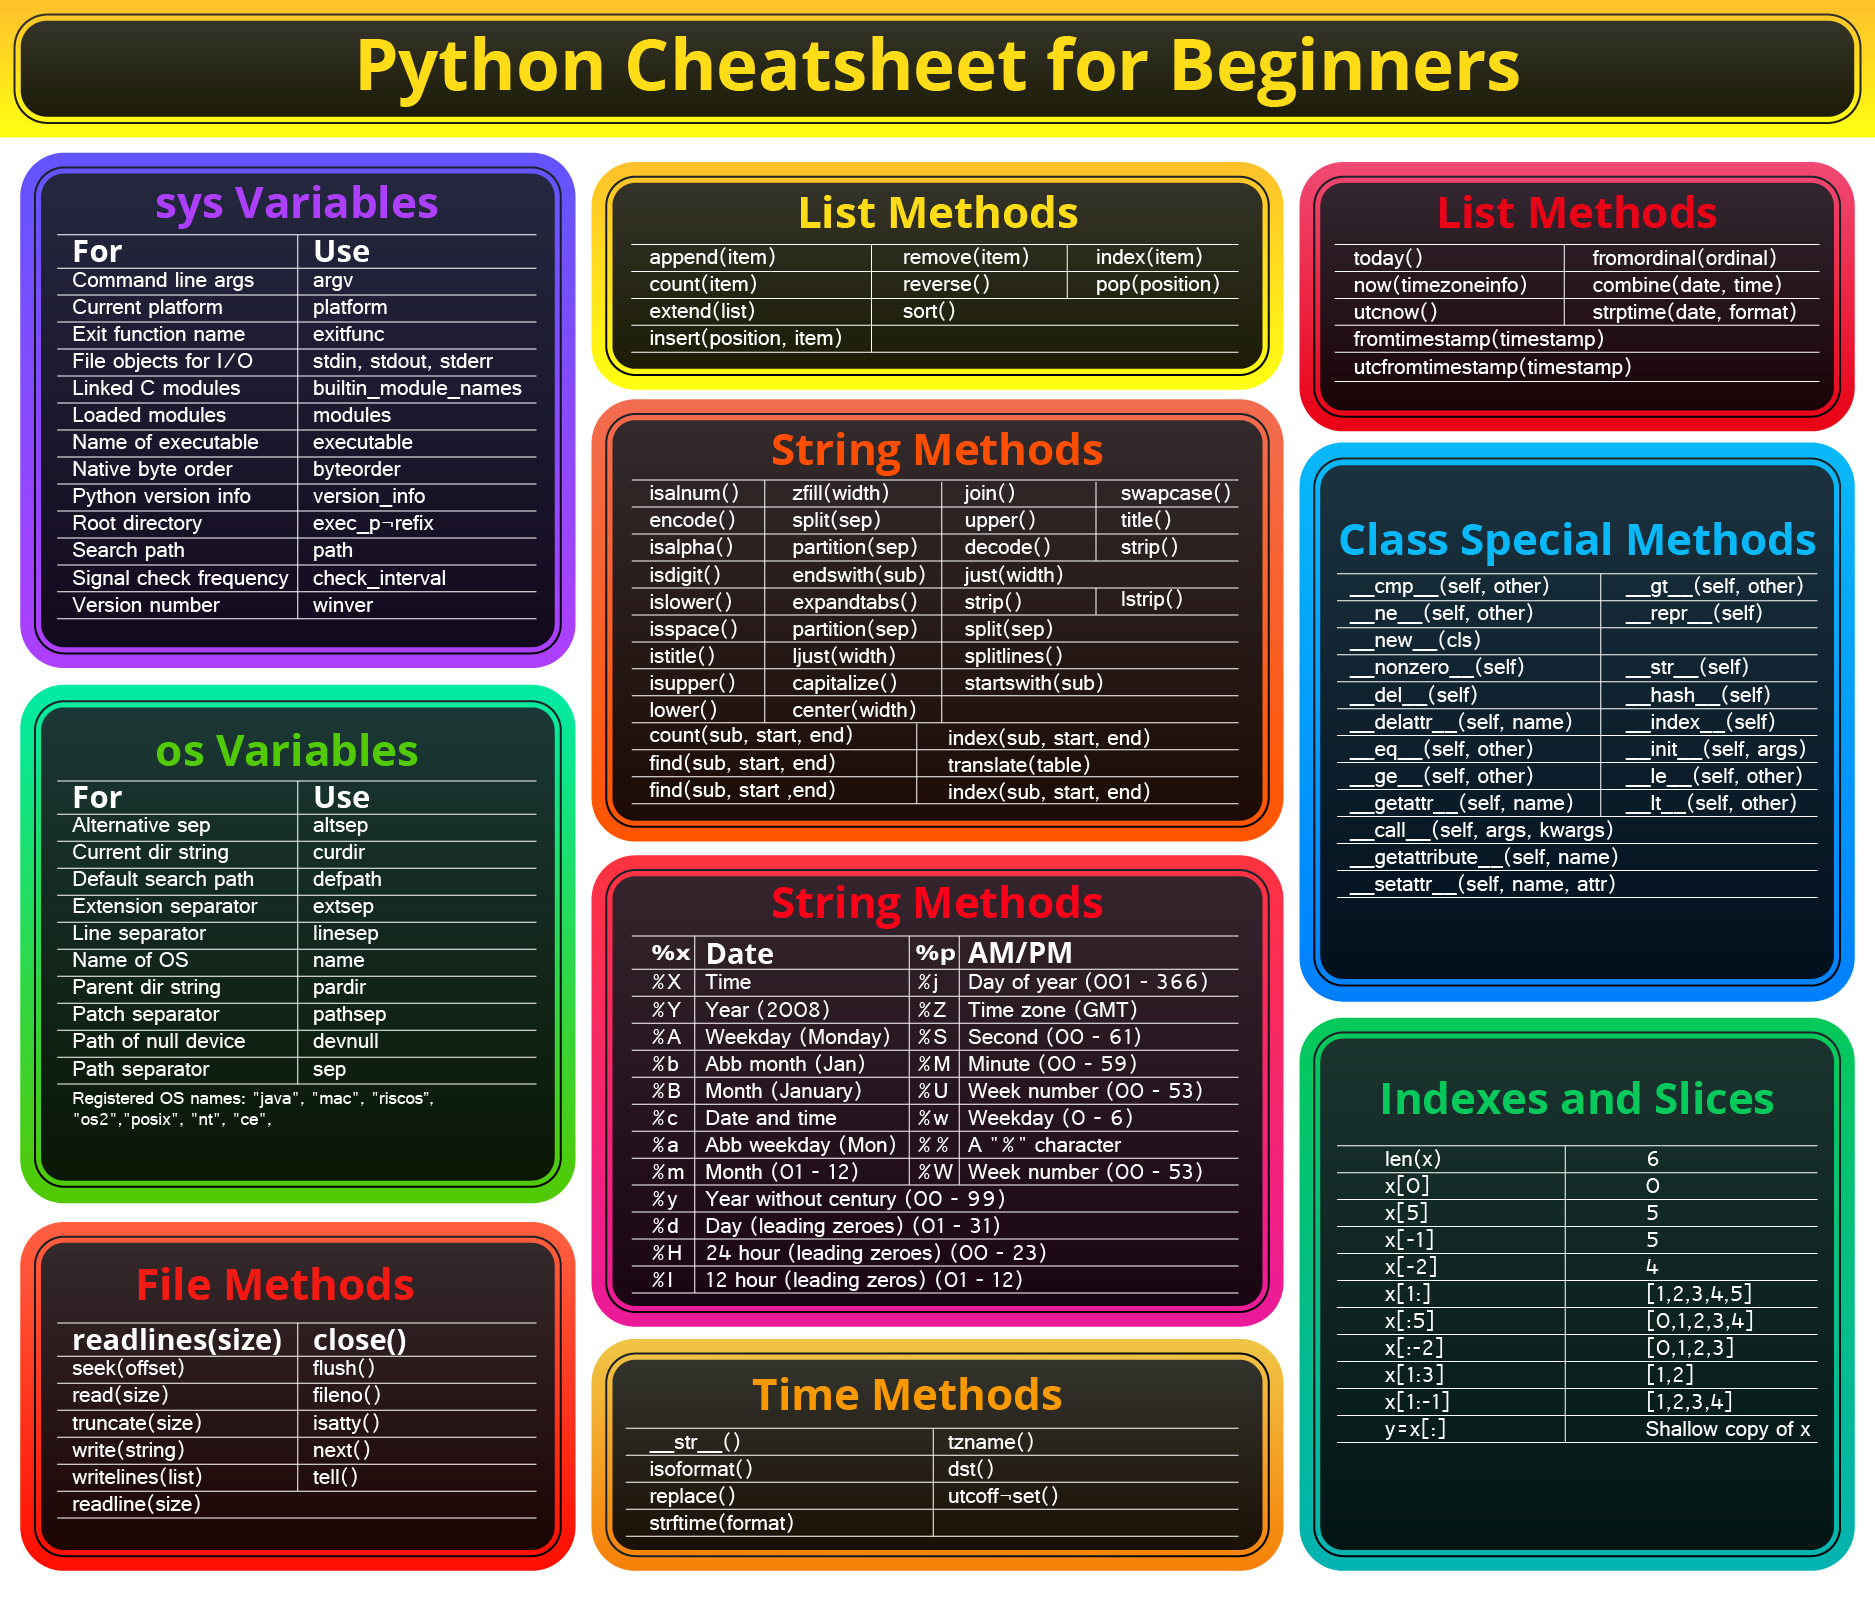 Python Cheatsheet for Beginners
sys Variables
For Use
Command line args argv
Current platform platform
Exit function name exitfunc
File objects for I/O stdin, stdout, stderr
Linked C modules builtin_module_names
Loaded modules modules
Name of executable executable
Native byte order byteorder
Python version info version_info
Root directory exec_p¬refix
Search path path
Signal check frequency check_interval
Version number winver
os Variables
For Use
Alternative sep altsep
Current dir string curdir
Default search path defpath
Extension separator extsep
Line separator linesep
Name of OS name
Parent dir string pardir
Patch separator pathsep
Path of null device devnull
Path separator sep
Registered OS names: "java", "mac", "riscos",
"os2","posix", "nt", "ce",
File Methods
readlines(size) close()
seek(offset) flush()
read(size) fileno()
truncate(size) isatty()
write(string) next()
writelines(list) tell()
readline(size)
List Methods
append(item) remove(item) index(item)
count(item) reverse() pop(position)
extend(list) sort()
insert(position, item)
String Methods
isalnum() zfill(width) join() swapcase()
encode() split(sep) upper() title()
isalpha() partition(sep) decode() strip()
isdigit() endswith(sub) just(width)
islower() expandtabs() strip() lstrip()
isspace() partition(sep) split(sep)
istitle() ljust(width) splitlines()
isupper() capitalize() startswith(sub)
lower() center(width)
count(sub, start, end) index(sub, start, end)
find(sub, start, end) translate(table)
find(sub, start ,end) index(sub, start, end)
String Methods
%x Date %p AM/PM
%X Time %j Day of year (001 - 366)
%Y Year (2008) %Z Time zone (GMT)
%A Weekday (Monday) %S Second (00 - 61)
%b Abb month (Jan) %M Minute (00 - 59)
%B Month (January) %U Week number (00 - 53)
%c Date and time %w Weekday (0 - 6)
%a Abb weekday (Mon) %% A "%" character
%m Month (01 - 12) %W Week number (00 - 53)
%y Year without century (00 - 99)
%d Day (leading zeroes) (01 - 31)
%H 24 hour (leading zeroes) (00 - 23)
%I 12 hour (leading zeros) (01 - 12)
Time Methods
__str__() tzname()
isoformat() dst()
replace() utcoff¬set()
strftime(format)
List Methods
today() fromordinal(ordinal)
now(timezoneinfo) combine(date, time)
utcnow() strptime(date, format)
fromtimestamp(timestamp)
utcfromtimestamp(timestamp)
Class Special Methods
__cmp__(self, other) __gt__(self, other)
__ne__(self, other) __repr__(self)
__new__(cls)
__nonzero__(self) __str__(self)
__del__(self) __hash__(self)
__delattr__(self, name) __index__(self)
__eq__(self, other) __init__(self, args)
__ge__(self, other) __le__(self, other)
__getattr__(self, name) __lt__(self, other)
__call__(self, args, kwargs)
__getattribute__(self, name)
__setattr__(self, name, attr)
Indexes and Slices
len(x) 6
x[0] 0
x[5] 5
x[-1] 5
x[-2] 4
x[1:] [1,2,3,4,5]
x[:5] [0,1,2,3,4]
x[:-2] [0,1,2,3]
x[1:3] [1,2]
x[1:-1] [1,2,3,4]
y=x[:] Shallow copy of x